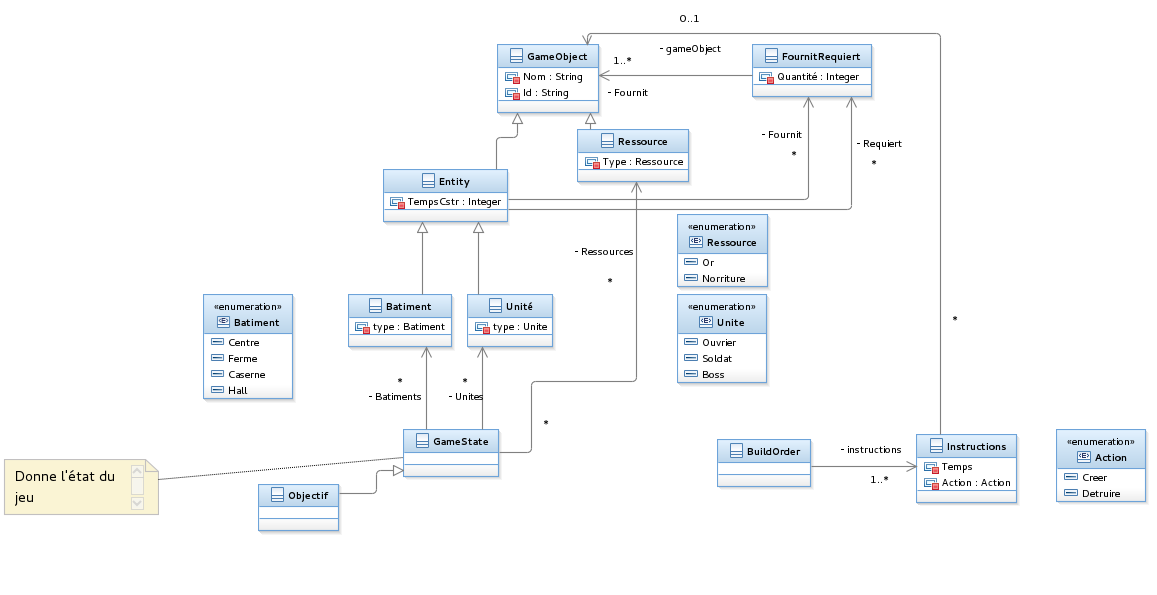 0..1
GameObject
Nom : String
Id : String
1..*
- gameObject
- Fournit
FournitRequiert
Quantité : Integer
Ressource
Type : Ressource
- Fournit
*
- Requiert
*
Entity
TempsCstr : Integer
- Ressources
*
«enumeration»
Ressource
Or
Norriture
«enumeration»
Batiment
Centre
Ferme
Caserne
Hall
Batiment
type : Batiment
Unité
type : Unite
«enumeration»
Unite
Ouvrier
Soldat
Boss
*
*
- Batiments
*
- Unites
*
GameState
Donne l'état du
jeu
Objectif
BuildOrder
- instructions
1..*
Instructions
Temps
Action : Action
«enumeration»
Action
Creer
Detruire